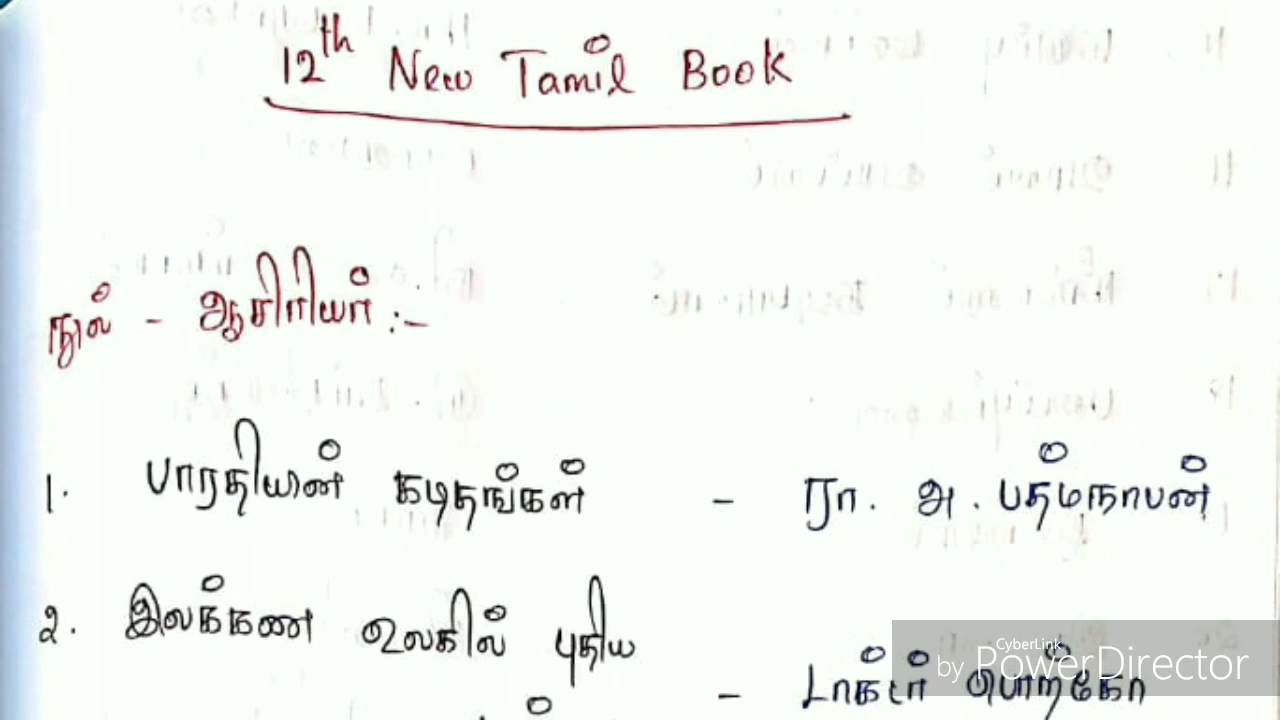 12th New Tamil Book
நூல் - ஆசிரியர் :-
1. பாரதியின் கடிதங்கள் - ரா. அ. பத்மநாபன்
2. இலக்கண உலகில் புதிய
- டாக்டர் பொற்கோ
CyberLink
by PowerDirector